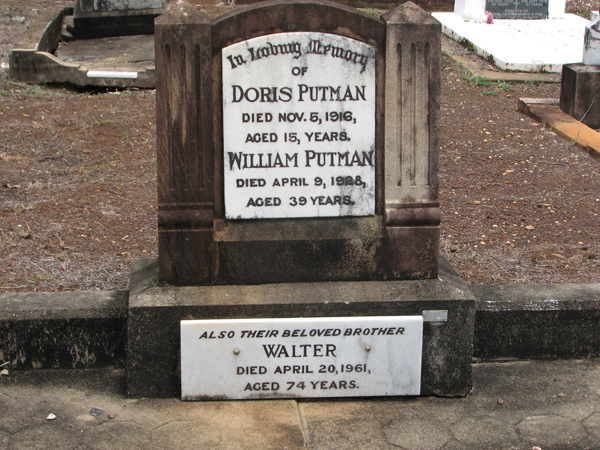 In Loving Memory
OF
DORIS PUTMAN
DIED NOV. 5, 1916,
AGED 15, YEARS.
WILLIAM PUTMAN
DIED APRIL 9, 1928,
AGED 39 YEARS.
ALSO THEIR BELOVED BROTHER
WALTER
DIED APRIL 20, 1961,
AGED 74 YEARS.